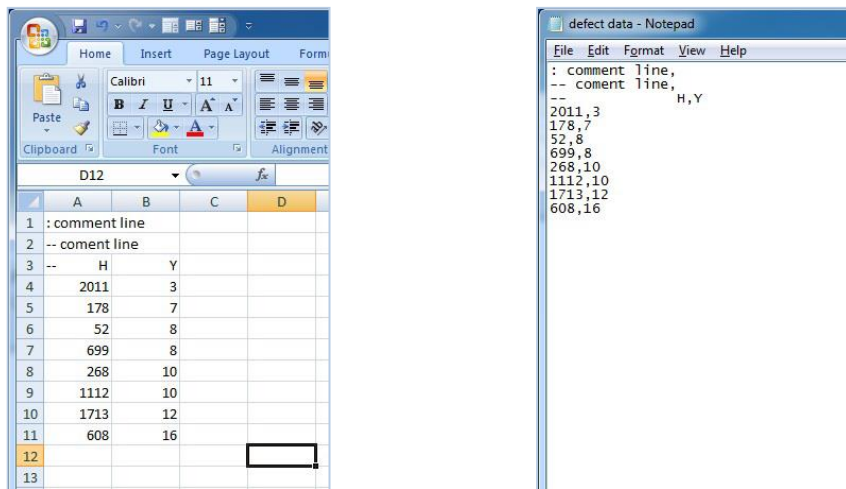 Home Insert Page Layout Form
Calibri 11
Paste B I U A A
A
Clipboard Font Alignment
D12 fx
A B C D
1 : comment line
2 -- coment line
3 -- H Y
4 2011 3
5 178 7
6 52 8
7 699 8
8 268 10
9 1112 10
10 1713 12
11 608 16
12
13
defect data - Notepad
File Edit Format View Help
: comment line,
-- coment line,
-- H,Y
2011,3
178,7
52,8
699,8
268,10
1112,10
1713,12
608,16